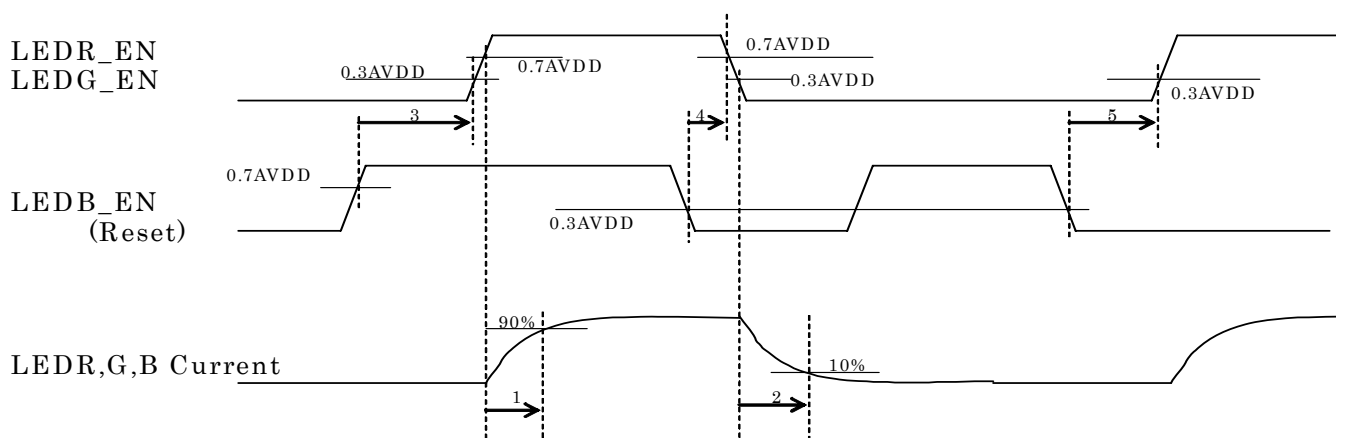 LEDR_EN
LEDG_EN
0.3AVDD
0.7AVDD
0.7AVDD
0.3AVDD
0.3AVDD
3
4
5
0.7AVDD
LEDB_EN
(Reset)
0.3AVDD
90%
LEDR,G,B Current
10%
1
2